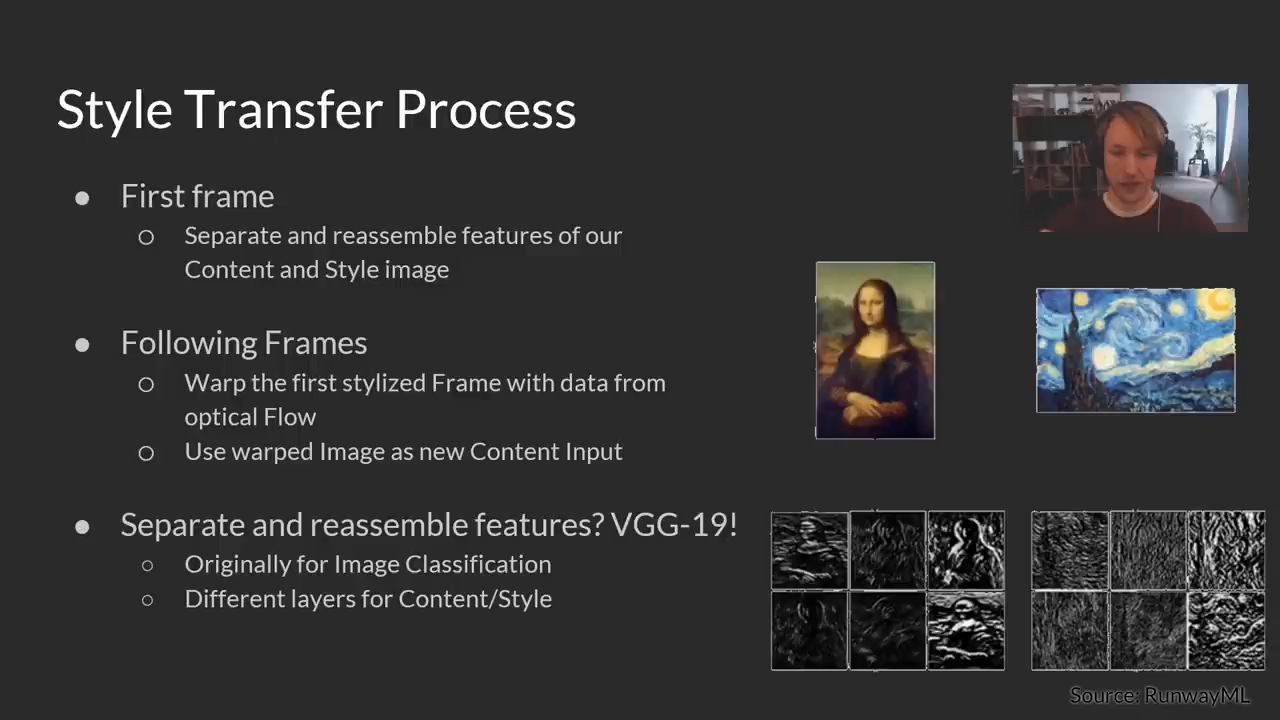 Style Transfer Process
● First frame
○ Separate and reassemble features of our
Content and Style image
● Following Frames
○ Warp the first stylized Frame with data from
optical Flow
○ Use warped Image as new Content Input
● Separate and reassemble features? VGG-19!
○ Originally for Image Classification
○ Different layers for Content/Style
Source: RunwayML